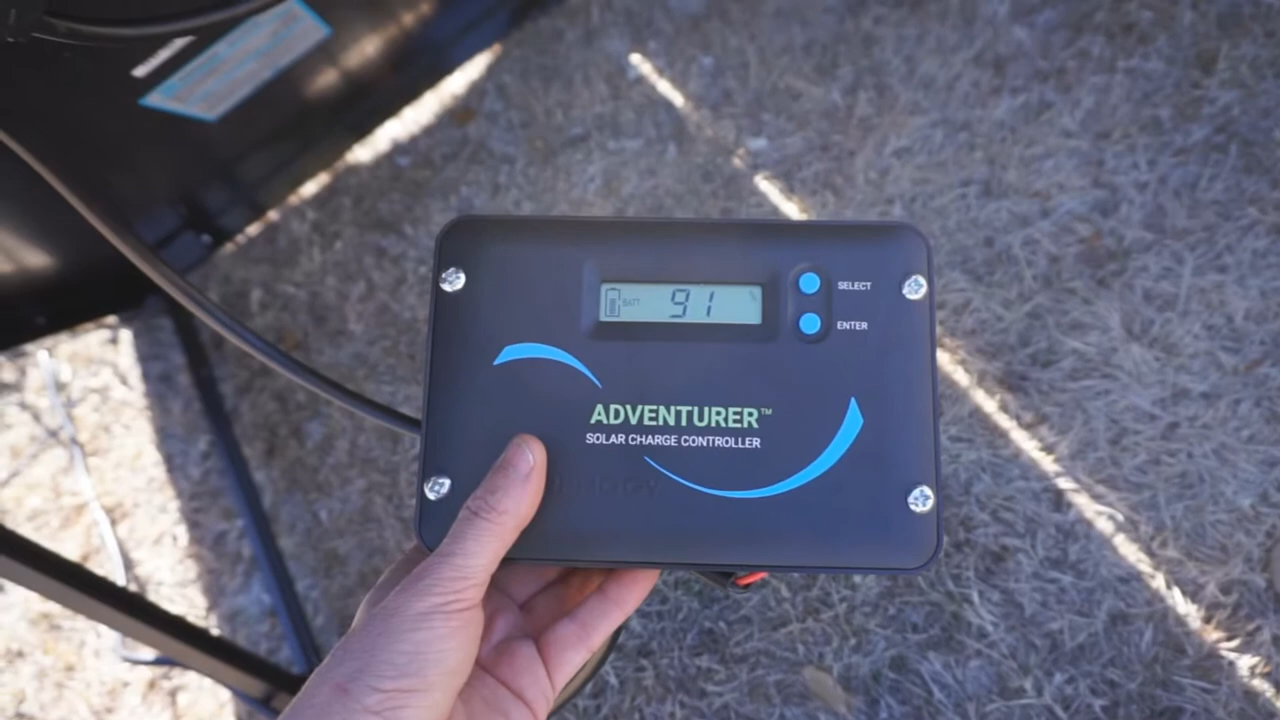 BATT 91
SELECT
ENTER
ADVENTURER™
SOLAR CHARGE CONTROLLER